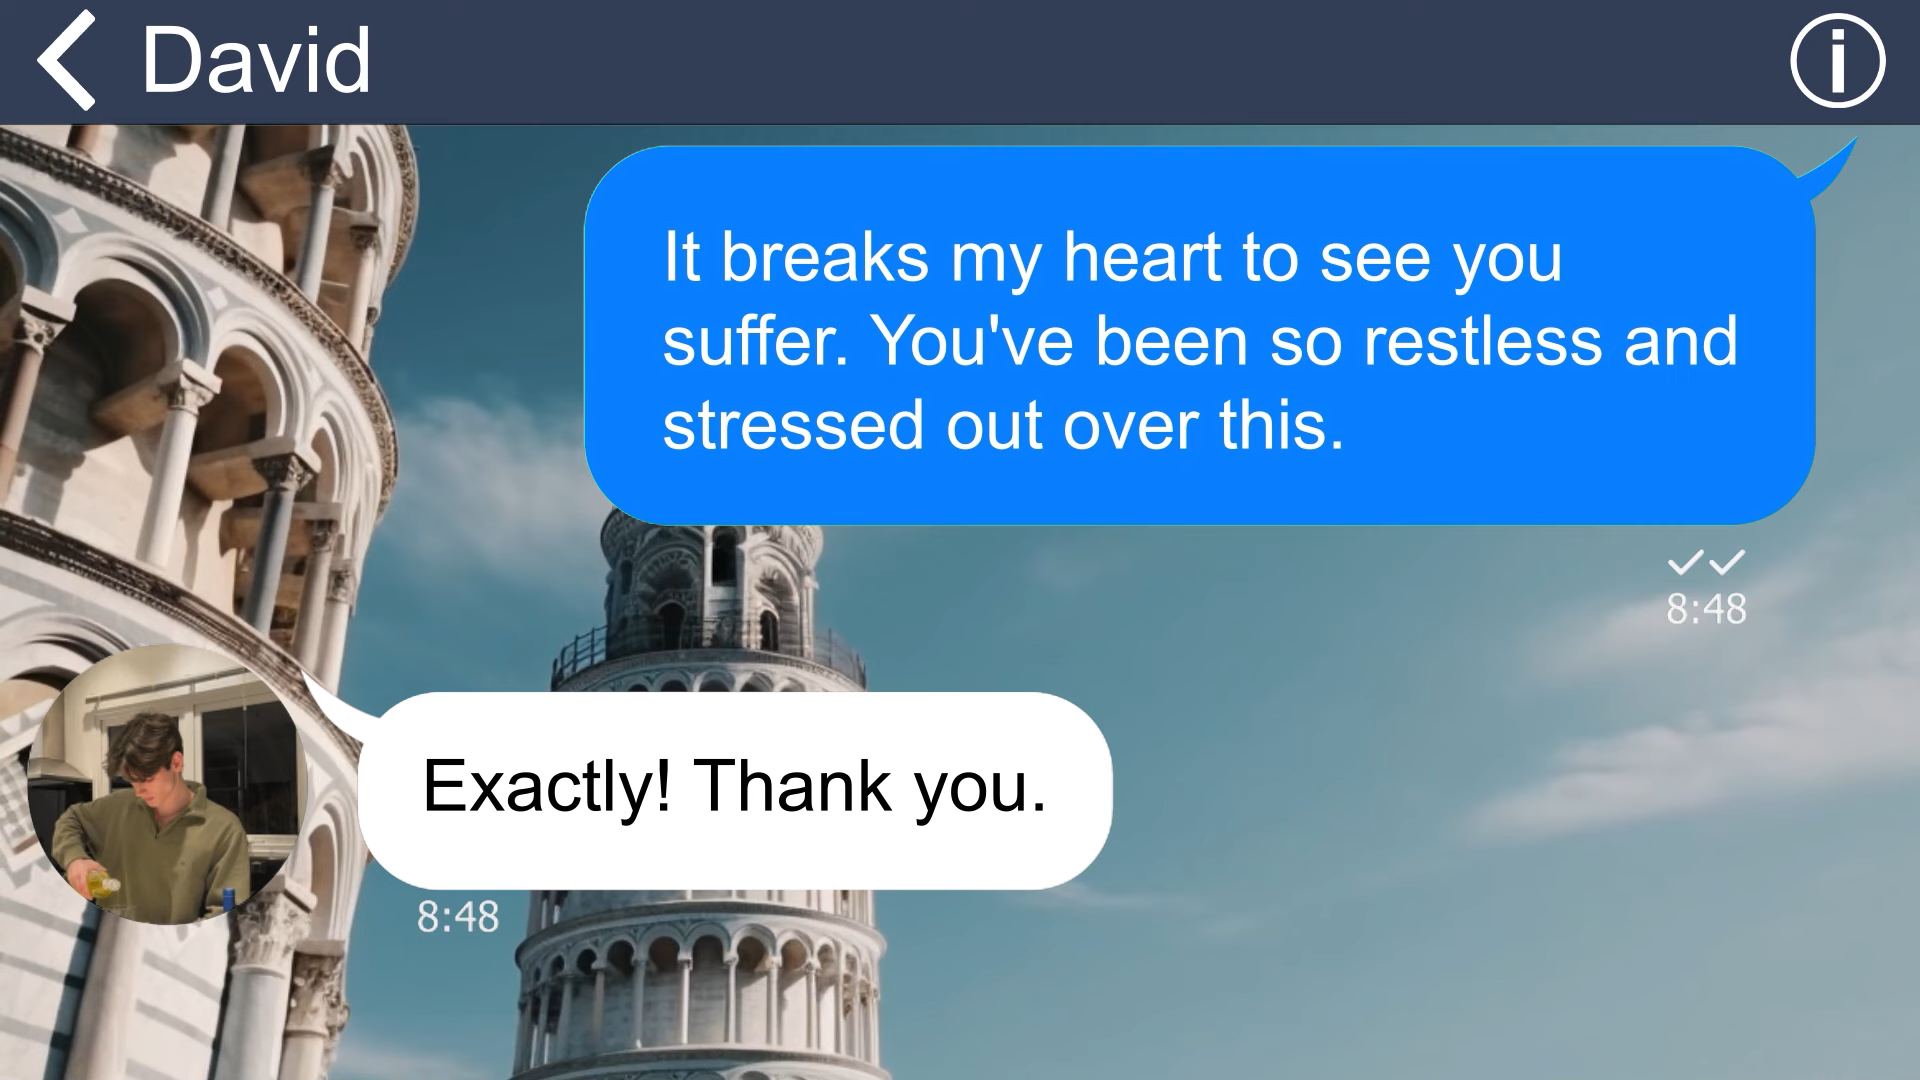 David
It breaks my heart to see you
suffer. You've been so restless and
stressed out over this.
8:48
Exactly! Thank you.
8:48